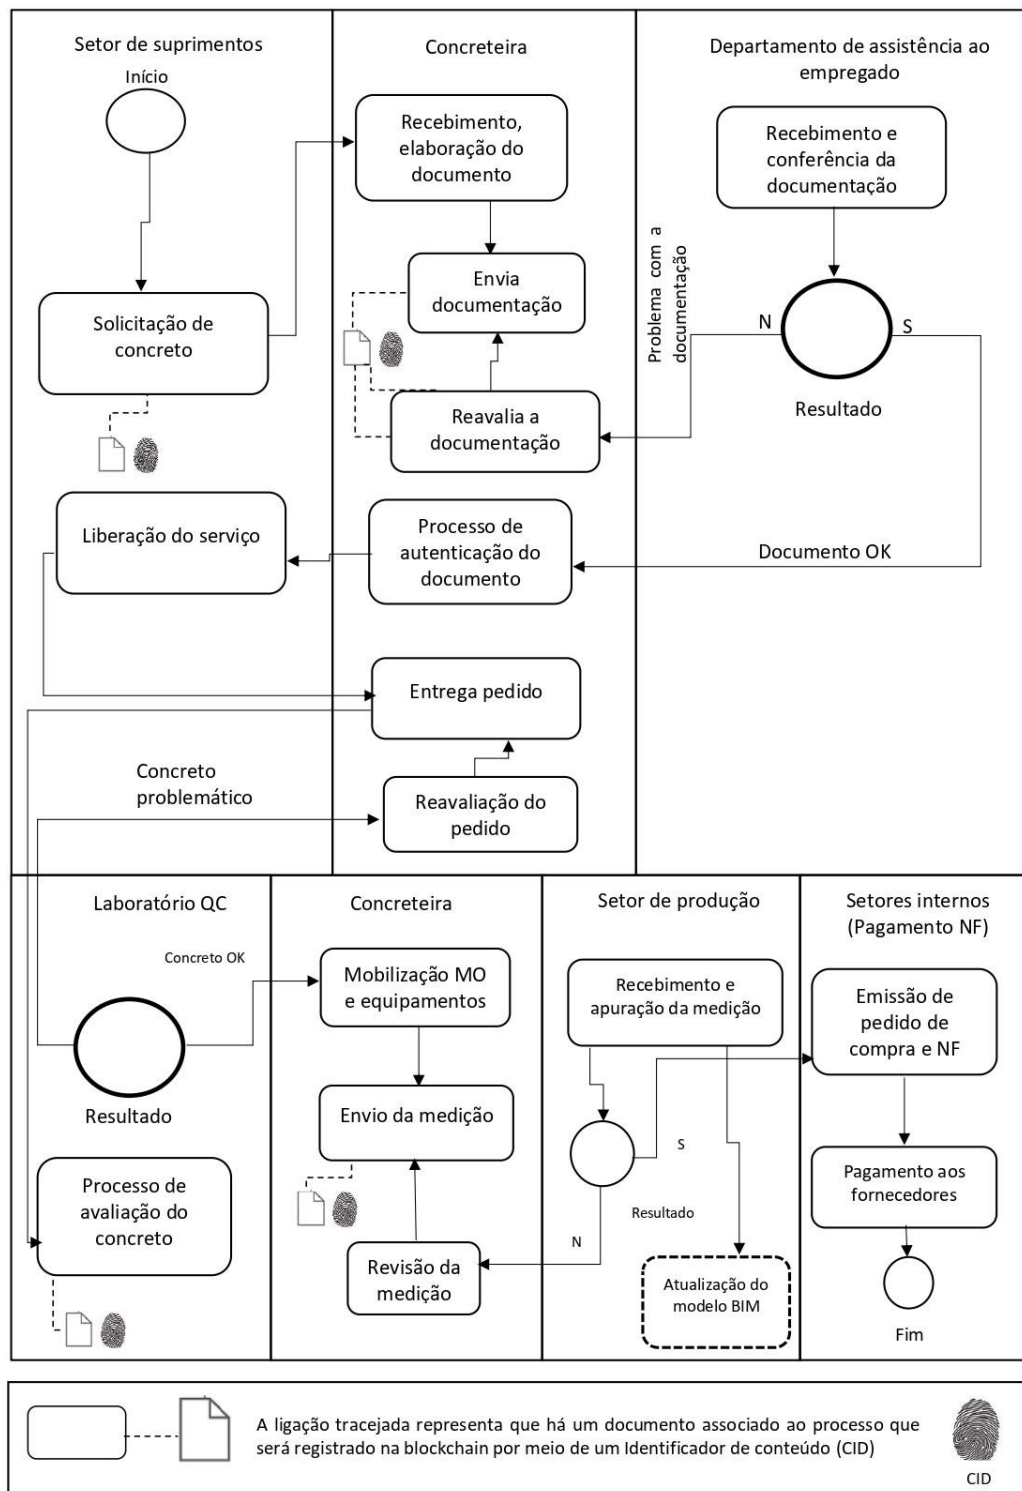 Setor de suprimentos
Início
Solicitação de
concreto
Liberação do serviço
Concreto
problemático
Concreteira
Recebimento,
elaboração do
documento
Envia
documentação
Reavalia a
documentação
Processo de
autenticação do
documento
Entrega pedido
Reavaliação do
pedido
Departamento de assistência ao
empregado
Recebimento e
conferência da
documentação
Problema com a
documentação
N
S
Resultado
Documento OK
Laboratório QC
Concreto OK
Resultado
Processo de
avaliação do
concreto
Concreteira
Mobilização MO
e equipamentos
Envio da medição
Revisão da
medição
Setor de produção
Recebimento e
apuração da medição
S
Resultado
N
Atualização do
modelo BIM
Setores internos
(Pagamento NF)
Emissão de
pedido de
compra e NF
Pagamento aos
fornecedores
Fim
A ligação tracejada representa que há um documento associado ao processo que
será registrado na blockchain por meio de um Identificador de conteúdo (CID)
CID